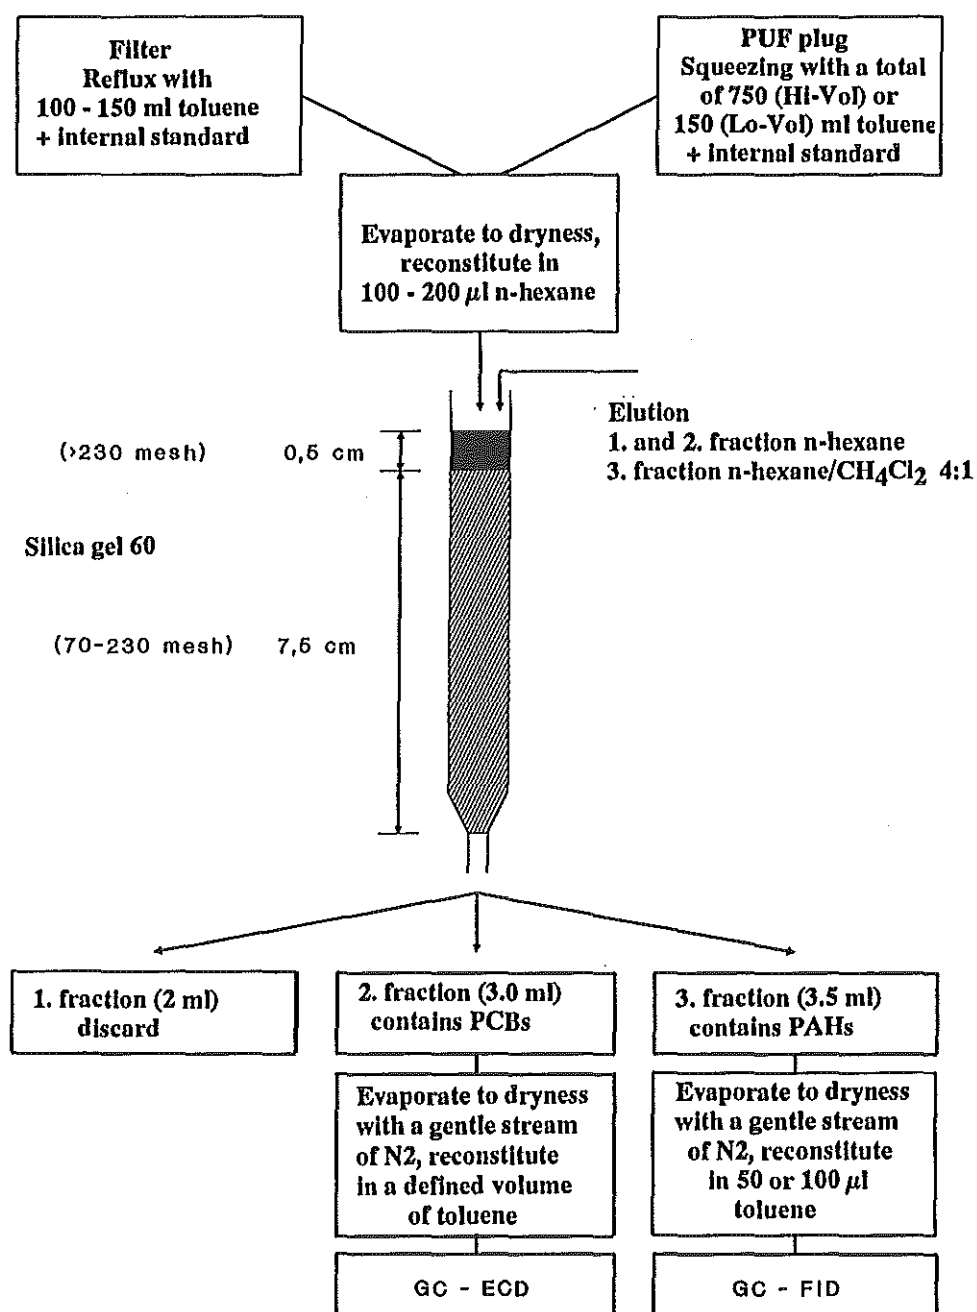 Filter
Reflux with
100 - 150 ml toluene
+ internal standard
PUF plug
Squeezing with a total
of 750 (Hi-Vol) or
150 (Lo-Vol) ml toluene
+ internal standard
Evaporate to dryness,
reconstitute in
100 - 200 µl n-hexane
Elution
1. and 2. fraction n-hexane
3. fraction n-hexane/CH4Cl2 4:1
(>230 mesh) 0,5 cm
Silica gel 60
(70-230 mesh) 7,5 cm
1. fraction (2 ml)
discard
2. fraction (3.0 ml)
contains PCBs
3. fraction (3.5 ml)
contains PAHs
Evaporate to dryness
with a gentle stream
of N2, reconstitute
in a defined volume
of toluene
Evaporate to dryness
with a gentle stream
of N2, reconstitute
in 50 or 100 µl
toluene
GC - ECD
GC - FID